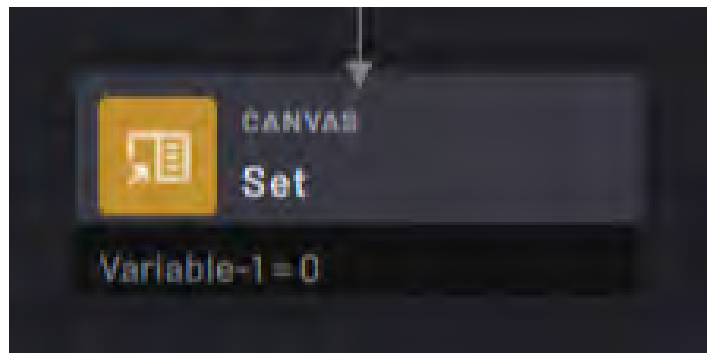 CANVAS
Set
Variable-1 = 0